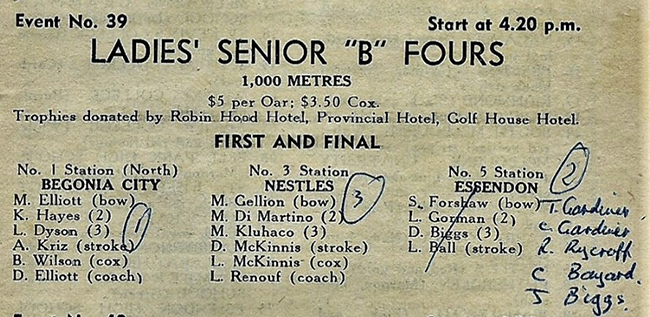 Event No. 39 Start at 4.20 p.m.
LADIES' SENIOR "B" FOURS
1,000 METRES
$5 per Oar; $3.50 Cox.
Trophies donated by Robin Hood Hotel, Provincial Hotel, Golf House Hotel.
FIRST AND FINAL
No. 1 Station (North)
BEGONIA CITY
M. Elliott (bow)
K. Hayes (2)
L. Dyson (3)
A. Kriz (stroke)
B. Wilson (cox)
D. Elliott (coach)
1
No. 3 Station
NESTLES
M. Gellion (bow)
M. Di Martino (2)
M. Kluhaco (3)
D. McKinnis (stroke)
L. McKinnis (cox)
L. Renouf (coach)
3
No. 5 Station
ESSENDON
S. Forshaw (bow)
L. Gorman (2)
D. Biggs (3)
L. Ball (stroke)
2
T. Gardiner
C. Gardiner
R. Rycroft
C Bayard.
J Biggs.